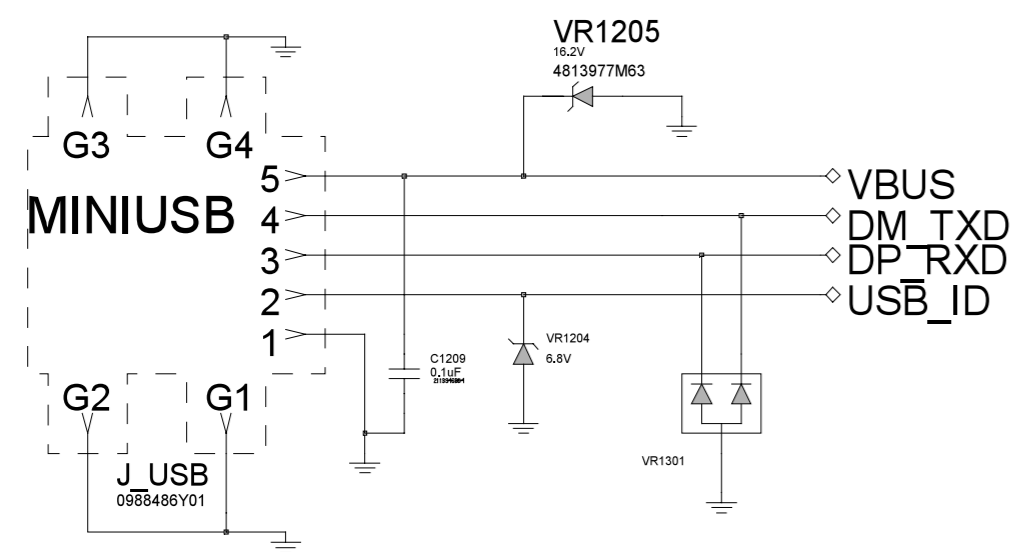 VR1205
16.2V
4813977M63
G3
G4
5
VBUS
MINIUSB
4
DM_TXD
3
DP_RXD
2
USB_ID
1
VR1204
6.8V
C1209
0.1uF
G2
G1
VR1301
J_USB
0988486Y01